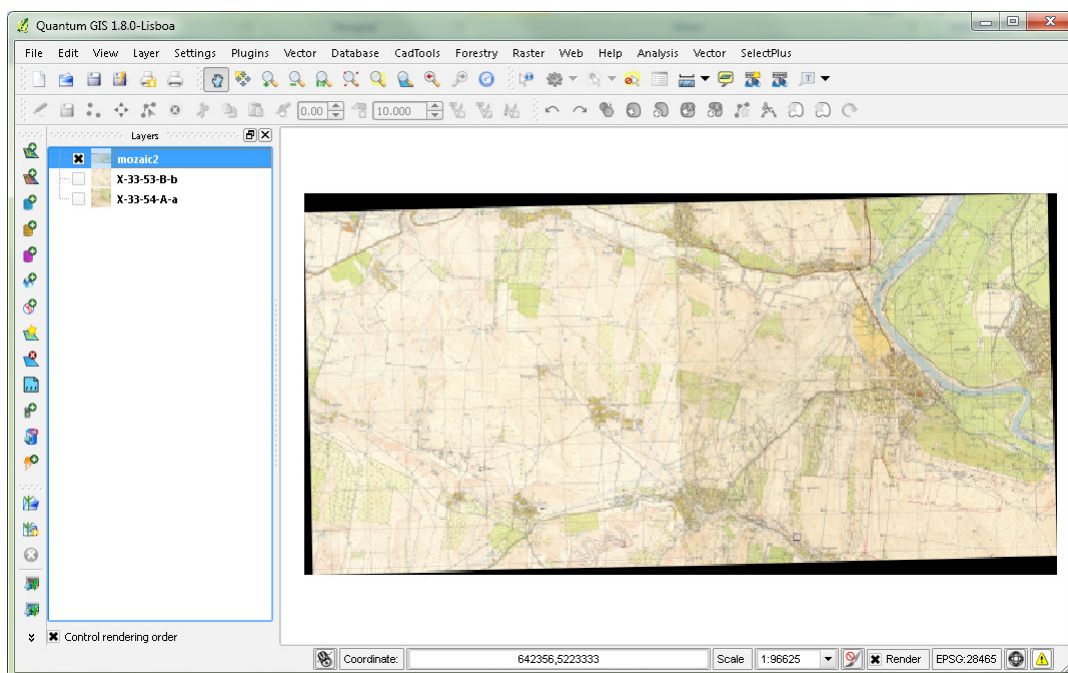 Quantum GIS 1.8.0-Lisboa
File Edit View Layer Settings Plugins Vector Database CadTools Forestry Raster Web Help Analysis Vector SelectPlus
0.00 10.000
Layers
mozaic2
X-33-53-B-b
X-33-54-A-a
Control rendering order
Coordinate: 642356,5223333 Scale 1:96625 Render EPSG:28465